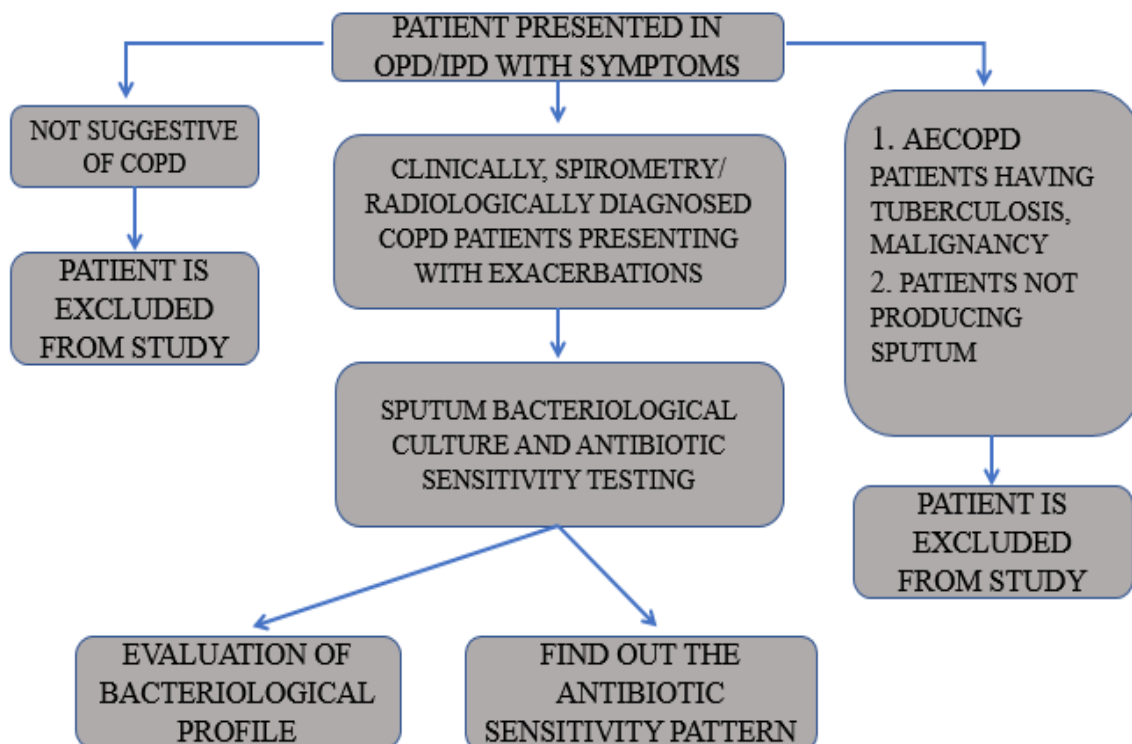 PATIENT PRESENTED IN
OPD/IPD WITH SYMPTOMS
NOT SUGGESTIVE
OF COPD
PATIENT IS
EXCLUDED
FROM STUDY
CLINICALLY, SPIROMETRY/
RADIOLOGICALLY DIAGNOSED
COPD PATIENTS PRESENTING
WITH EXACERBATIONS
SPUTUM BACTERIOLOGICAL
CULTURE AND ANTIBIOTIC
SENSITIVITY TESTING
EVALUATION OF
BACTERIOLOGICAL
PROFILE
FIND OUT THE
ANTIBIOTIC
SENSITIVITY PATTERN
1. AECOPD
PATIENTS HAVING
TUBERCULOSIS,
MALIGNANCY
2. PATIENTS NOT
PRODUCING
SPUTUM
PATIENT IS
EXCLUDED
FROM STUDY